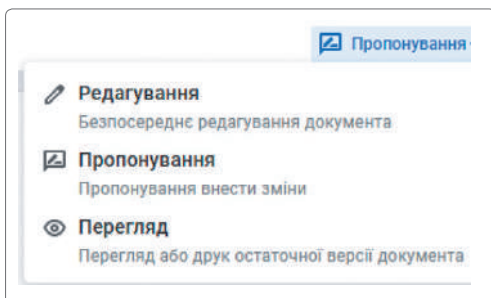 Пропонування
Редагування
Безпосереднє редагування документа
Пропонування
Пропонування внести зміни
Перегляд
Перегляд або друк остаточної версії документа